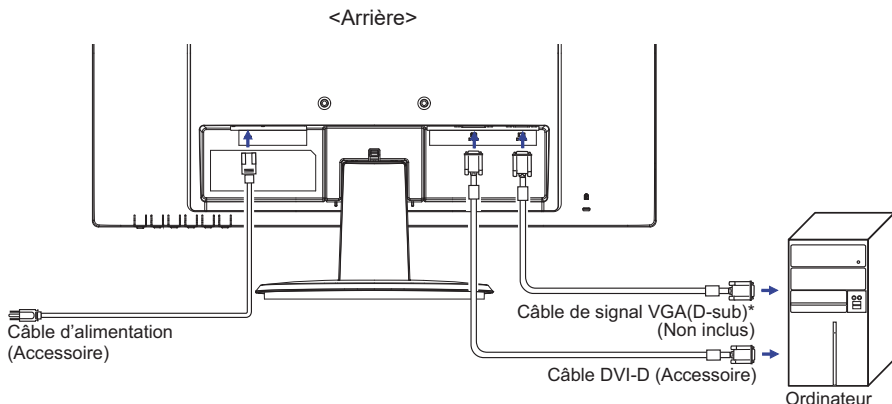 <Arrière>
Câble de signal VGA(D-sub)*
(Non inclus)
Câble d’alimentation
(Accessoire)
Câble DVI-D (Accessoire)
Ordinateur